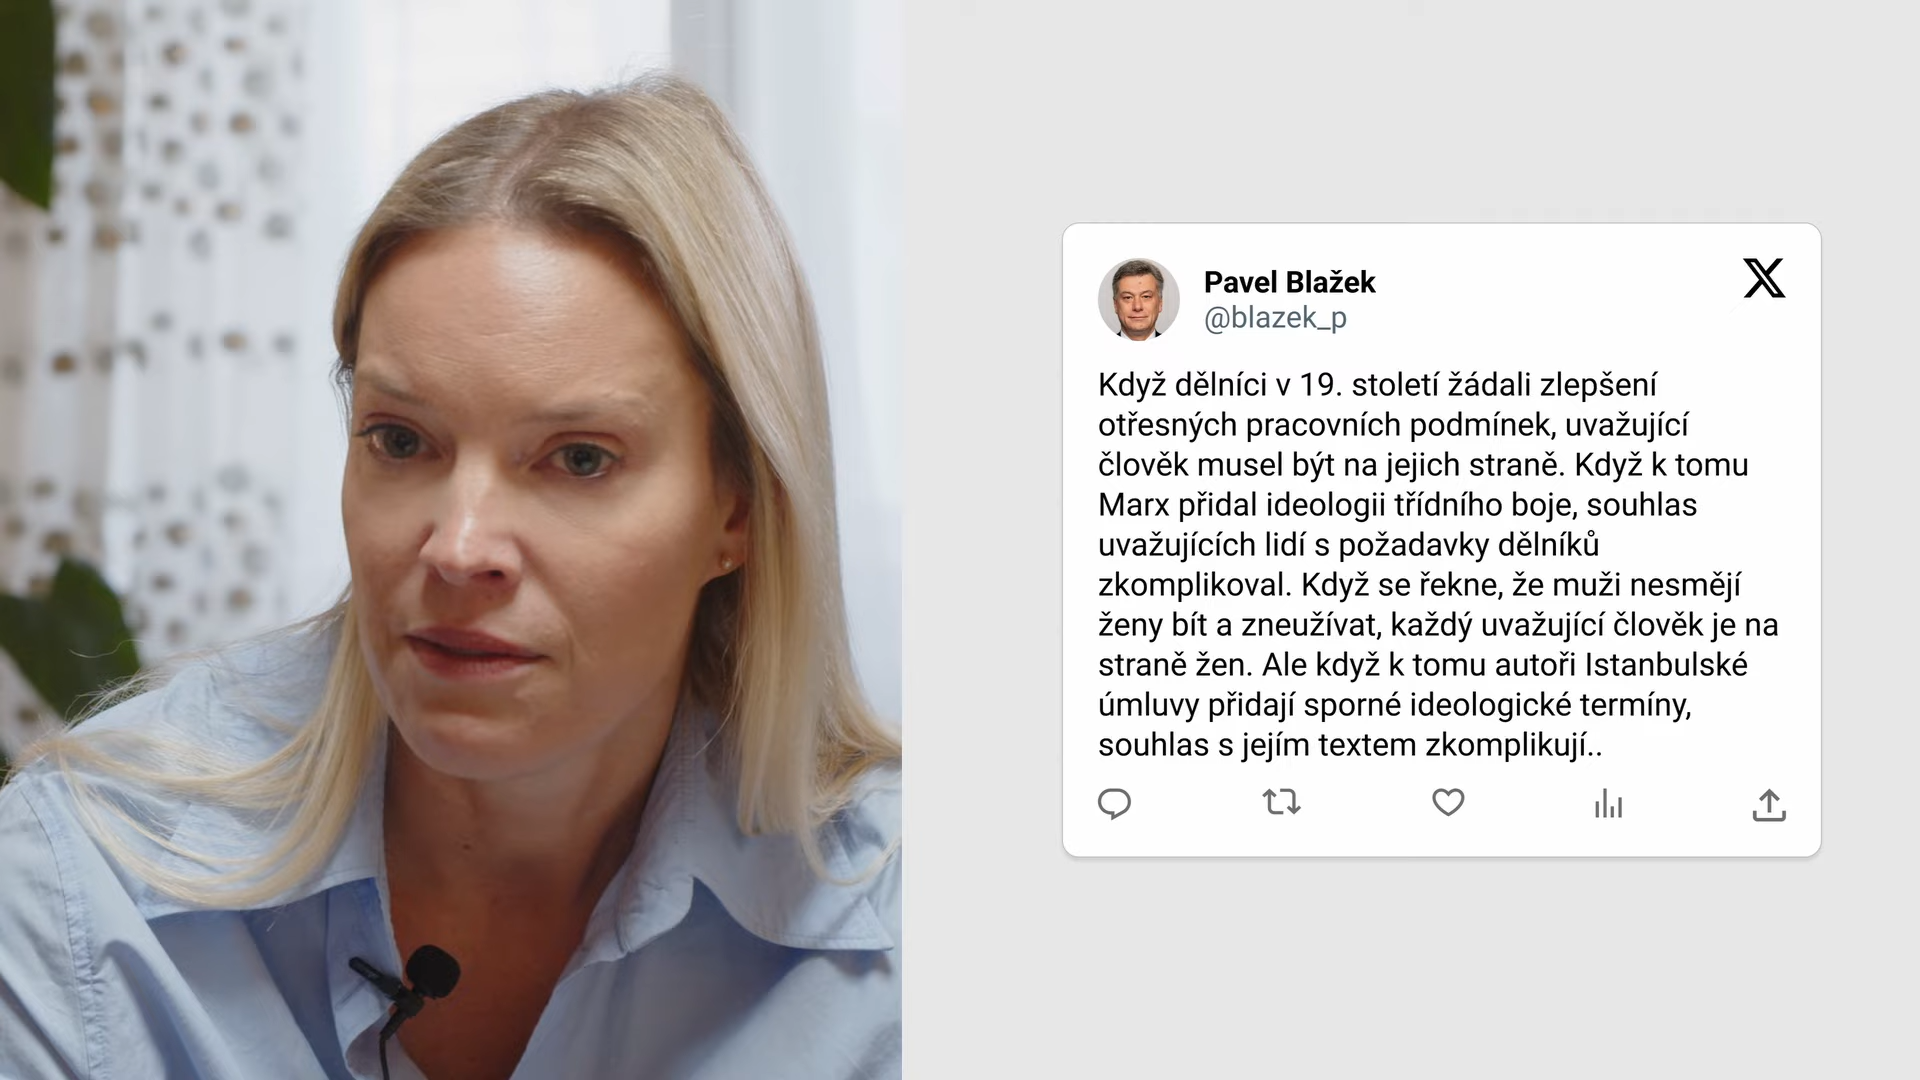 Pavel Blažek
@blazek_p
Když dělníci v 19. století žádali zlepšení
otřesných pracovních podmínek, uvažující
člověk musel být na jejich straně. Když k tomu
Marx přidal ideologii třídního boje, souhlas
uvažujících lidí s požadavky dělníků
zkomplikoval. Když se řekne, že muži nesmějí
ženy bít a zneužívat, každý uvažující člověk je na
straně žen. Ale když k tomu autoři Istanbulské
úmluvy přidají sporné ideologické termíny,
souhlas s jejím textem zkomplikují..